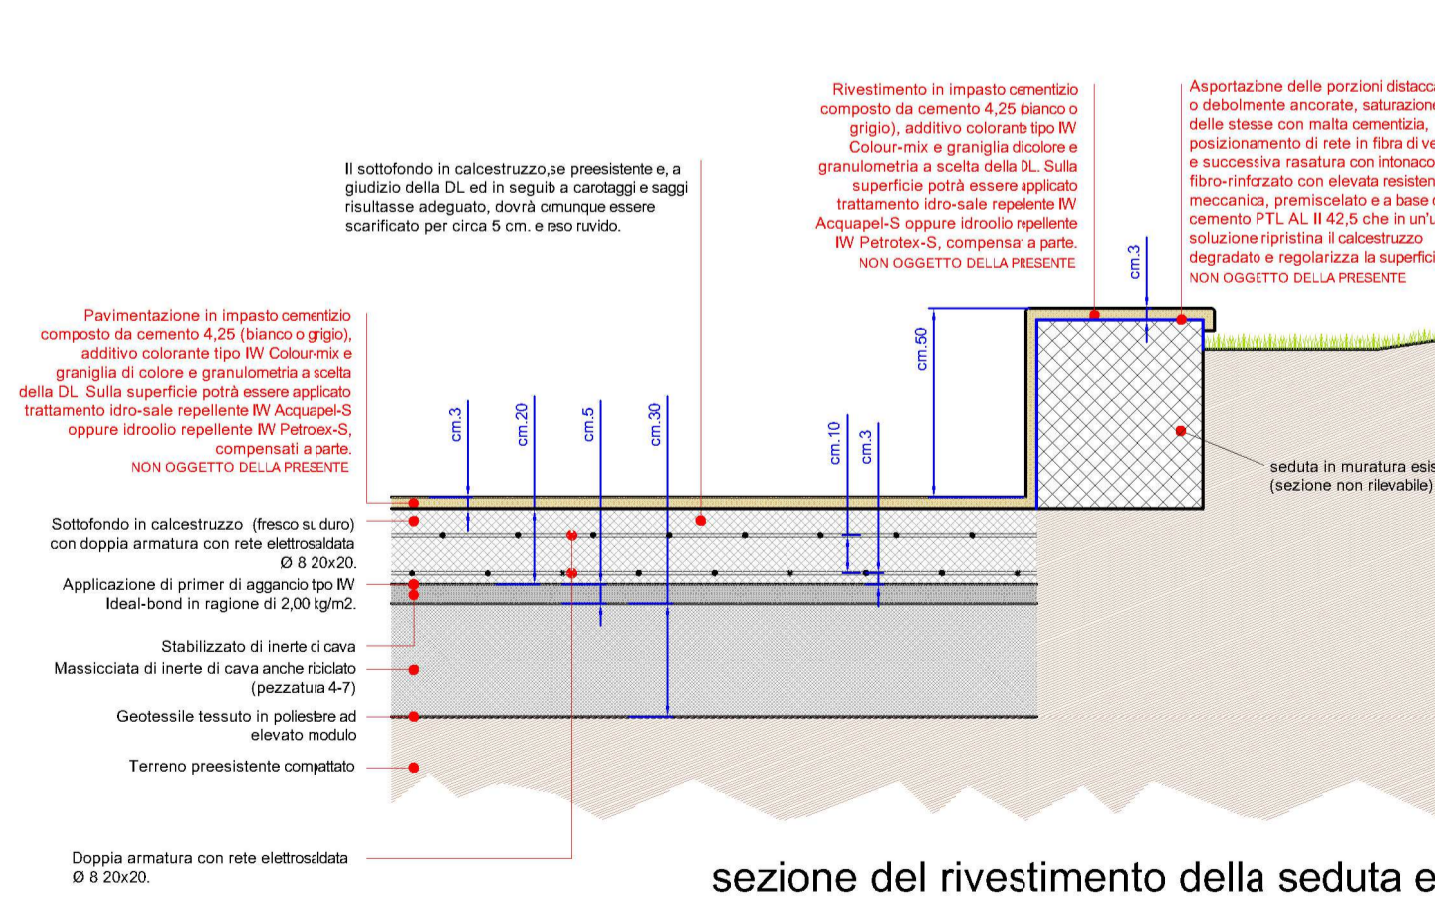 Rivestimento in impasto cementizio
composto da cemento 4,25 bianco o
grigio), additivo colorante tipo IW
Colour-mix e graniglia di colore e
granulometria a scelta della DL. Sulla
superficie potrà essere applicato
trattamento idro-sale repelente IW
Acquapel-S oppure idroolio repellente
IW Petrotex-S, compensa a parte.
NON OGGETTO DELLA PRESENTE
Asportazione delle porzioni distacca
o debolmente ancorate, saturazione
delle stesse con malta cementizia,
posizionamento di rete in fibra di ve
e successiva rasatura con intonaco
fibro-rinforzato con elevata resisten
meccanica, premiscelato e a base
cemento PTL AL II 42,5 che in un'u
soluzione ripristina il calcestruzzo
degradato e regolarizza la superfici
NON OGGETTO DELLA PRESENTE
Il sottofondo in calcestruzzo,se preesistente e, a
giudizio della DL ed in seguito a carotaggi e saggi
risultasse adeguato, dovrà comunque essere
scarificato per circa 5 cm. e reso ruvido.
Pavimentazione in impasto cementizio
composto da cemento 4,25 (bianco o grigio),
additivo colorante tipo IW Colour-mix e
graniglia di colore e granulometria a scelta
della DL Sulla superficie potrà essere applicato
trattamento idro-sale repellente IW Acquapel-S
oppure idroolio repellente IW Petroex-S,
compensati a parte.
NON OGGETTO DELLA PRESENTE
cm.3
cm.20
cm.5
cm.30
cm.10
cm.3
cm.50
cm.3
seduta in muratura esis
(sezione non rilevabile)
Sottofondo in calcestruzzo (fresco su duro)
con doppia armatura con rete elettrosaldata
Ø 8 20x20.
Applicazione di primer di aggancio tipo IW
Ideal-bond in ragione di 2,00 kg/m2.
Stabilizzato di inerte di cava
Massicciata di inerte di cava anche riciclato
(pezzatura 4-7)
Geotessile tessuto in poliestere ad
elevato modulo
Terreno preesistente compattato
Doppia armatura con rete elettrosaldata
Ø 8 20x20.
sezione del rivestimento della seduta e